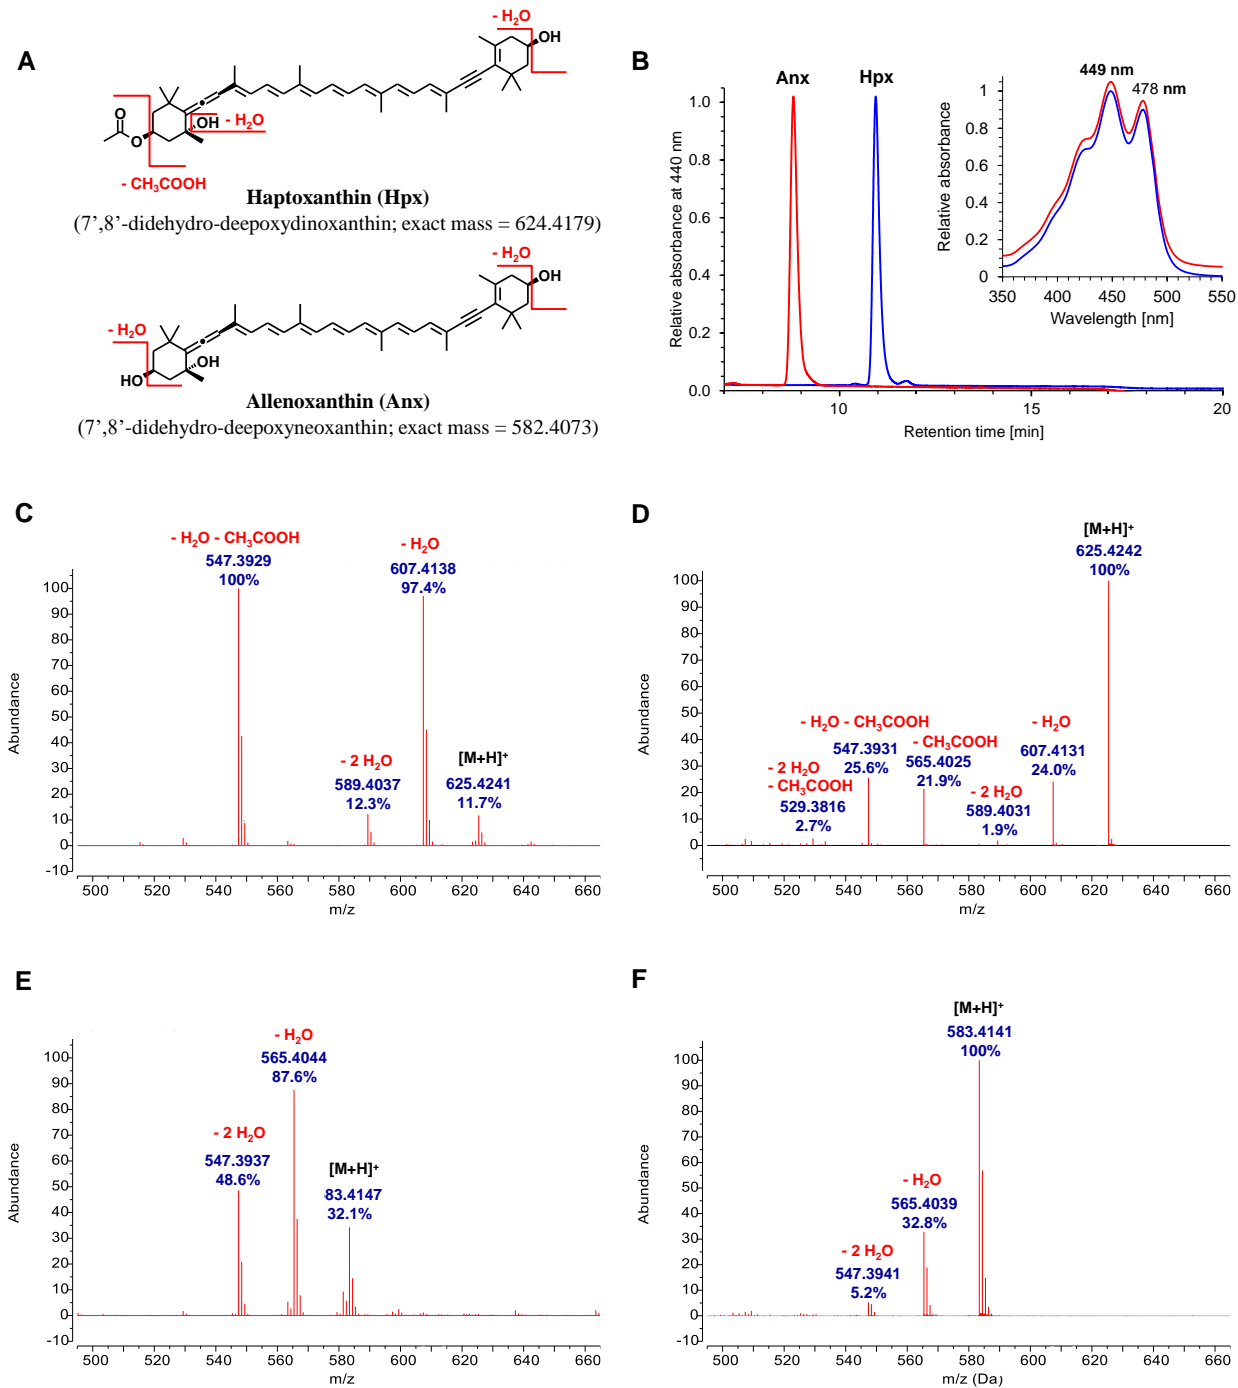 A
- H₂O
OH
O
O
OH
- H₂O
- CH₃COOH
Haptoxanthin (Hpx)
(7',8'-didehydro-deepoxydinoxanthin; exact mass = 624.4179)
- H₂O
OH
- H₂O
OH
HO
Allenoxanthin (Anx)
(7',8'-didehydro-deepoxyneoxanthin; exact mass = 582.4073)
B
Anx
Hpx
Relative absorbance at 440 nm
1.0
0.8
0.6
0.4
0.2
0.0
10
15
20
Retention time [min]
449 nm
478 nm
Relative absorbance
1
0.8
0.6
0.4
0.2
0
350 400 450 500 550
Wavelength [nm]
C
- H₂O - CH₃COOH
547.3929
100%
- H₂O
607.4138
97.4%
- 2 H₂O
589.4037
12.3%
[M+H]⁺
625.4241
11.7%
Abundance
100
90
80
70
60
50
40
30
20
10
0
-10
500 520 540 560 580 600 620 640 660
m/z
D
[M+H]⁺
625.4242
100%
- H₂O - CH₃COOH
547.3931
25.6%
- CH₃COOH
565.4025
21.9%
- H₂O
607.4131
24.0%
- 2 H₂O
- CH₃COOH
529.3816
2.7%
- 2 H₂O
589.4031
1.9%
Abundance
100
90
80
70
60
50
40
30
20
10
0
500 520 540 560 580 600 620 640 660
m/z
E
- H₂O
565.4044
87.6%
- 2 H₂O
547.3937
48.6%
[M+H]⁺
83.4147
32.1%
Abundance
100
90
80
70
60
50
40
30
20
10
0
-10
500 520 540 560 580 600 620 640 660
m/z
F
[M+H]⁺
583.4141
100%
- H₂O
565.4039
32.8%
- 2 H₂O
547.3941
5.2%
Abundance
100
90
80
70
60
50
40
30
20
10
0
-10
500 520 540 560 580 600 620 640 660
m/z (Da)